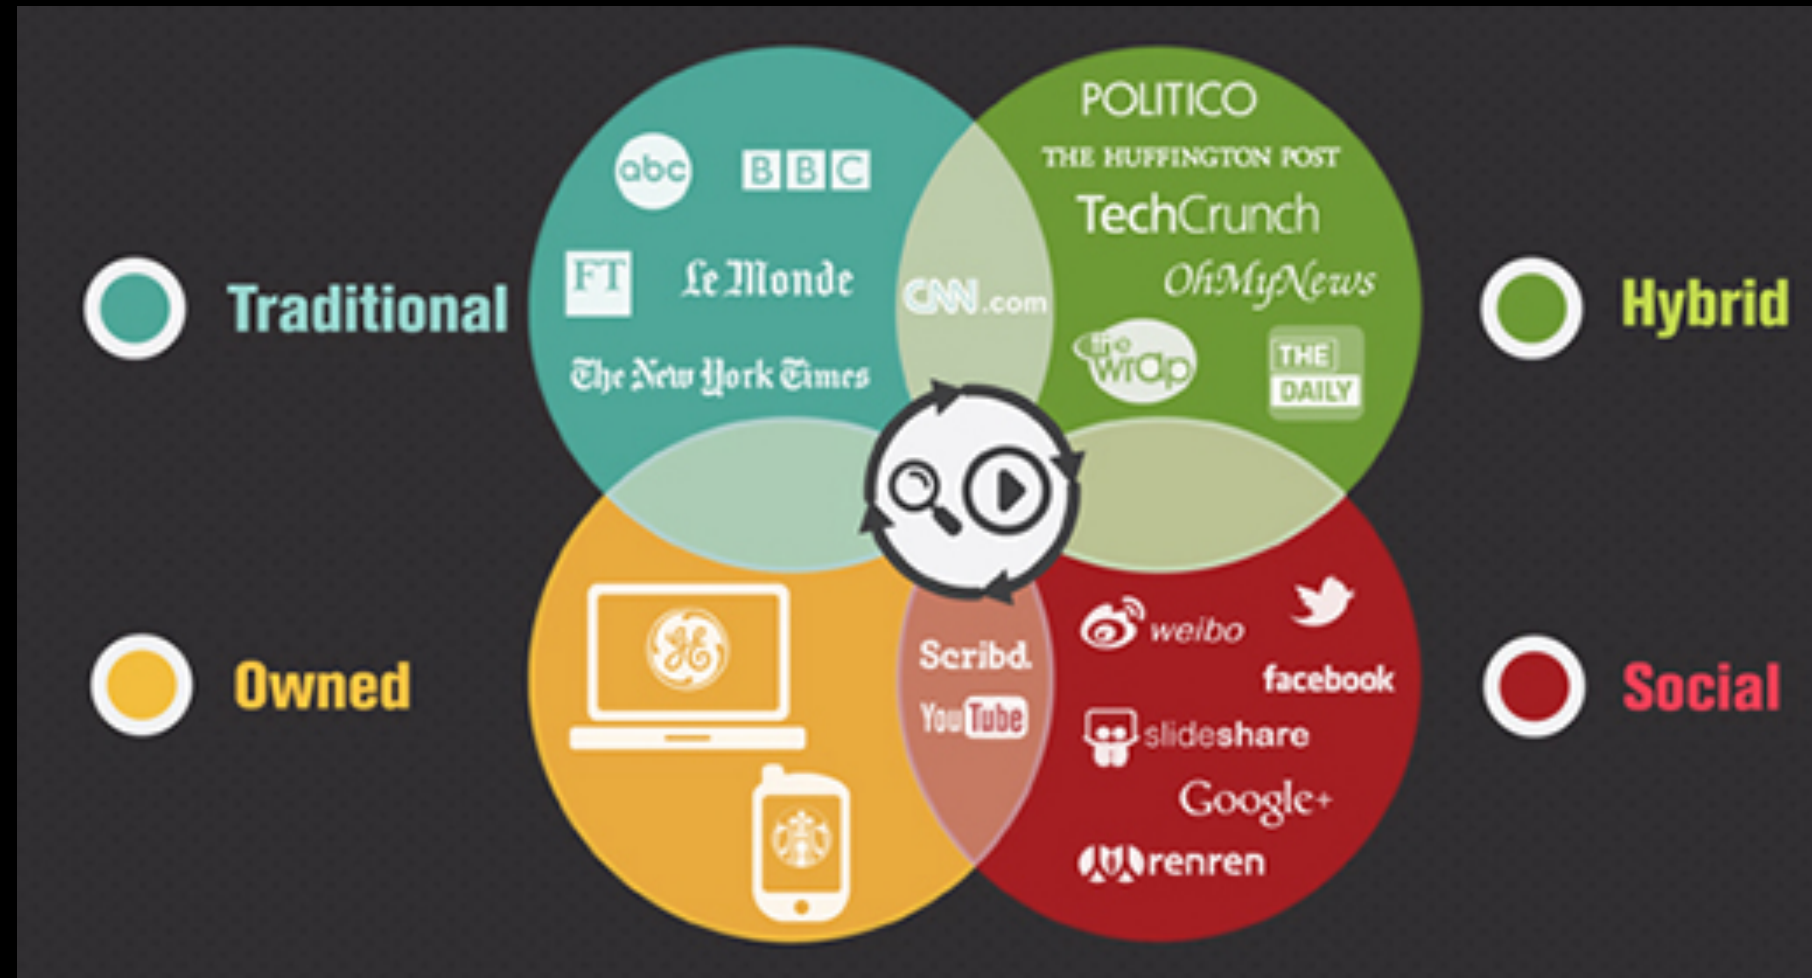 POLITICO
THE HUFFINGTON POST
abc BBC
TechCrunch
FT Le Monde
CNN.com
OhMyNews
Traditional
Hybrid
The New York Times
the wrap
THE DAILY
Owned
GE
Scribd.
YouTube
weibo
facebook
slideshare
Google+
renren
Social